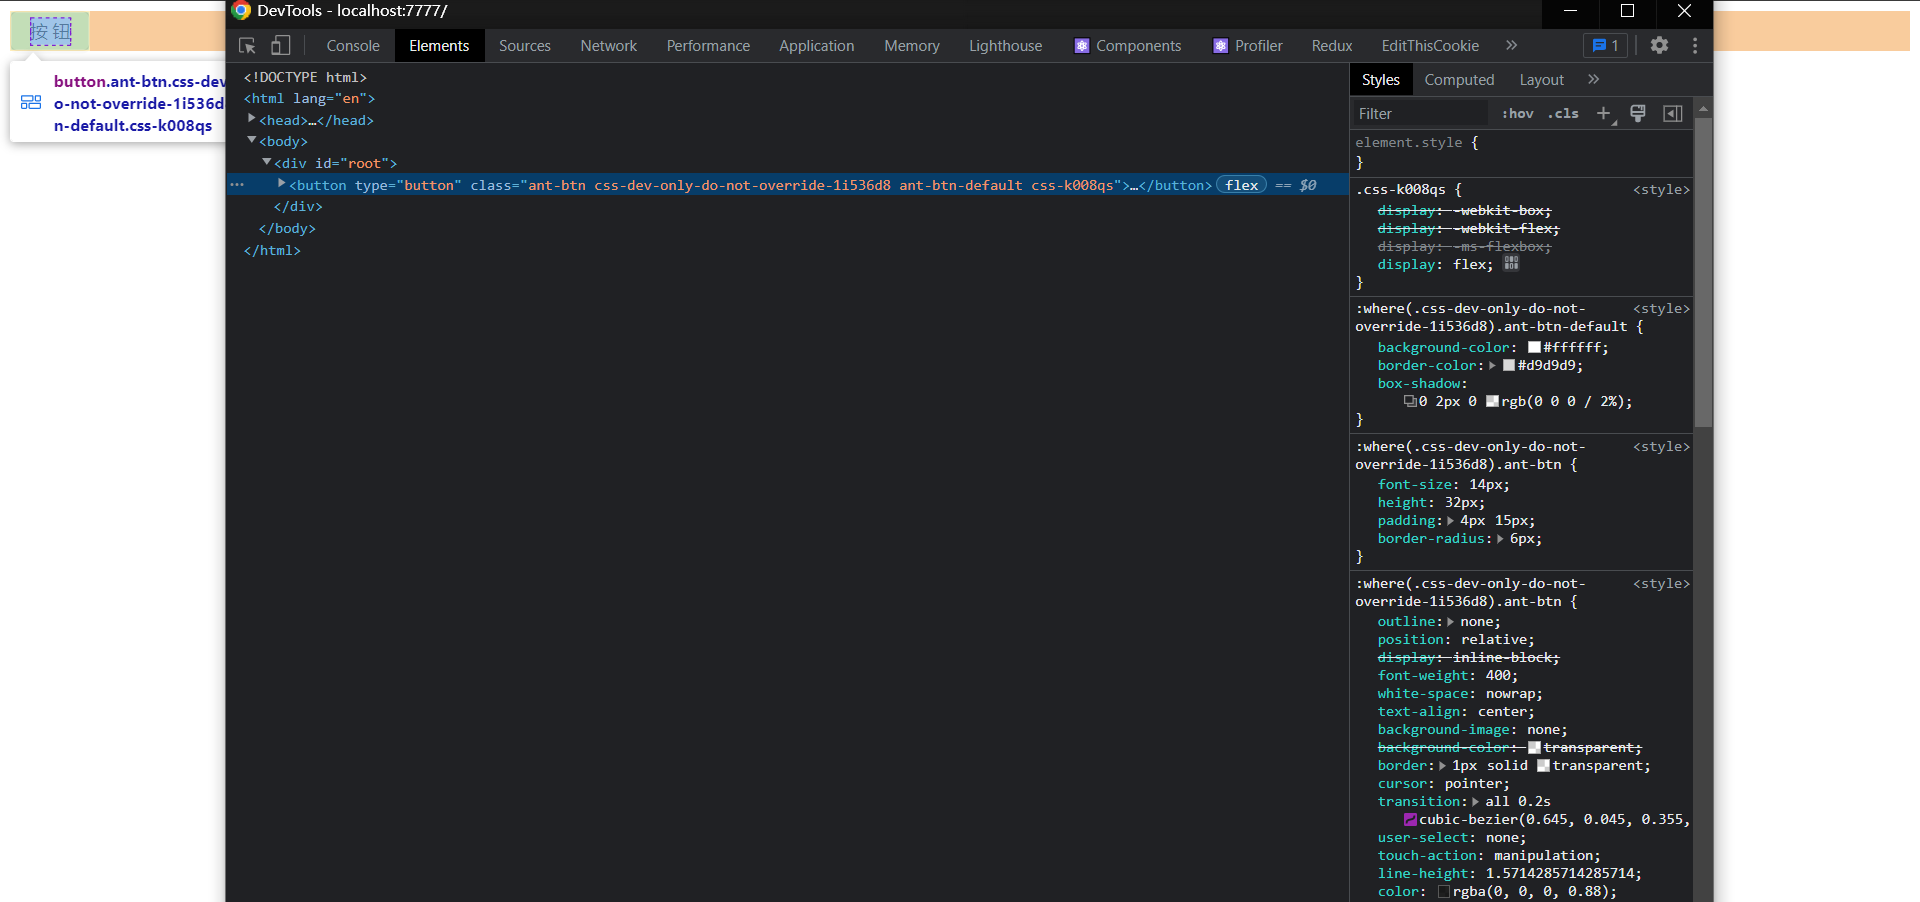 DevTools - localhost:7777/
按 钮
button.ant-btn.css-dev
o-not-override-1i536d
n-default.css-k008qs
Console
Elements
Sources
Network
Performance
Application
Memory
Lighthouse
Components
Profiler
Redux
EditThisCookie
»
1
<!DOCTYPE html>
<html lang="en">
<head>…</head>
<body>
<div id="root">
<button type="button" class="ant-btn css-dev-only-do-not-override-1i536d8 ant-btn-default css-k008qs">…</button> flex == $0
</div>
</body>
</html>
Styles
Computed
Layout
»
Filter
:hov
.cls
element.style {
}
.css-k008qs { <style>
display: -webkit-box;
display: -webkit-flex;
display: -ms-flexbox;
display: flex;
}
:where(.css-dev-only-do-not- <style>
override-1i536d8).ant-btn-default {
background-color: #ffffff;
border-color: #d9d9d9;
box-shadow:
0 2px 0 rgb(0 0 0 / 2%);
}
:where(.css-dev-only-do-not- <style>
override-1i536d8).ant-btn {
font-size: 14px;
height: 32px;
padding: 4px 15px;
border-radius: 6px;
}
:where(.css-dev-only-do-not- <style>
override-1i536d8).ant-btn {
outline: none;
position: relative;
display: inline-block;
font-weight: 400;
white-space: nowrap;
text-align: center;
background-image: none;
background-color: transparent;
border: 1px solid transparent;
cursor: pointer;
transition: all 0.2s
cubic-bezier(0.645, 0.045, 0.355,
user-select: none;
touch-action: manipulation;
line-height: 1.5714285714285714;
color: rgba(0, 0, 0, 0.88);